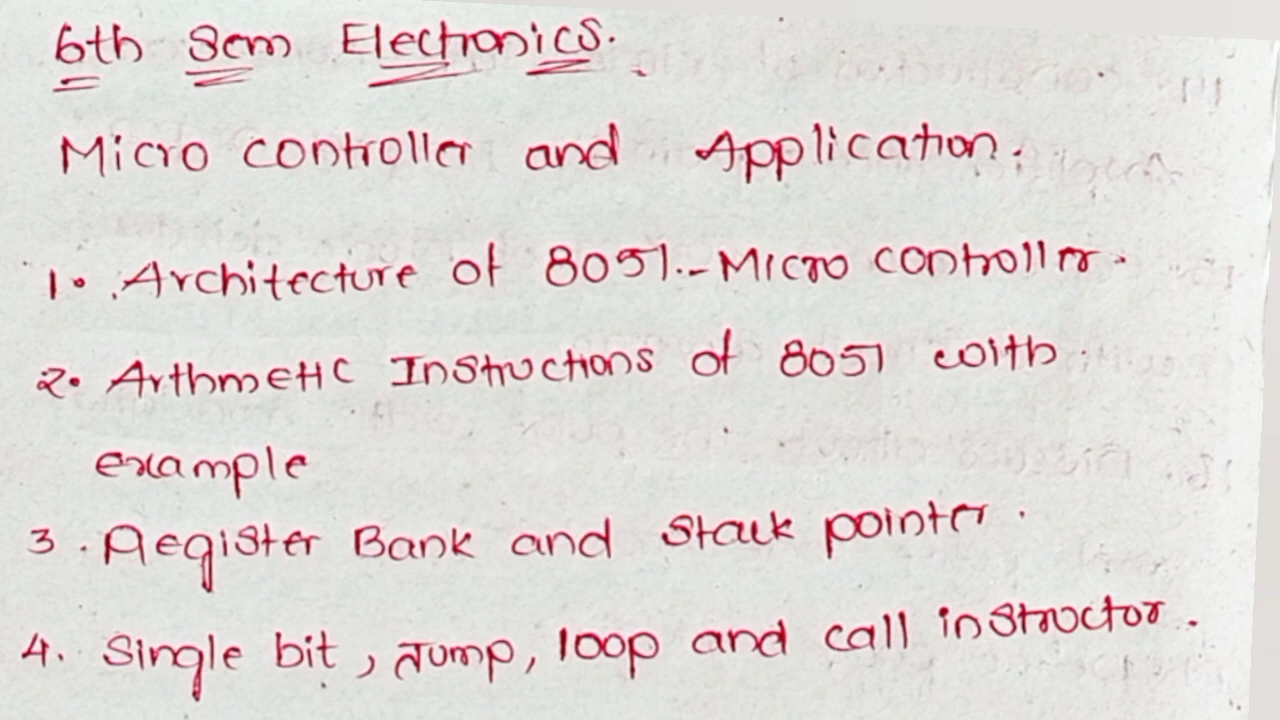 6th Sem Electronics.
Micro controller and Application.
1. Architecture of 8051.-Micro controller.
2. Arthmetic Instructions of 8051 with
example
3. Register Bank and Stack pointer.
4. Single bit, Jump, loop and call instructor.